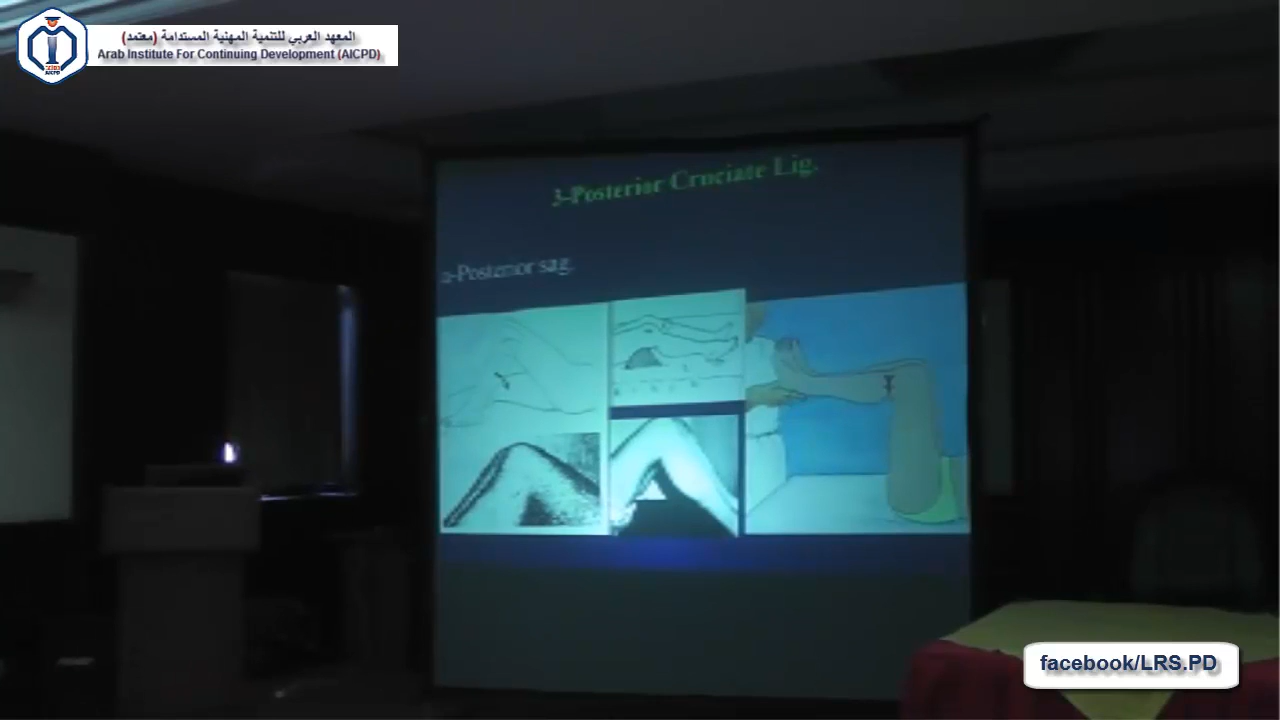 المعهد العربي للتنمية المهنية المستدامة (معتمد)
Arab Institute For Continuing Development (AICPD)
AICPD
3-Posterior Cruciate Lig.
a-Posterior sag.
facebook/LRS.PD